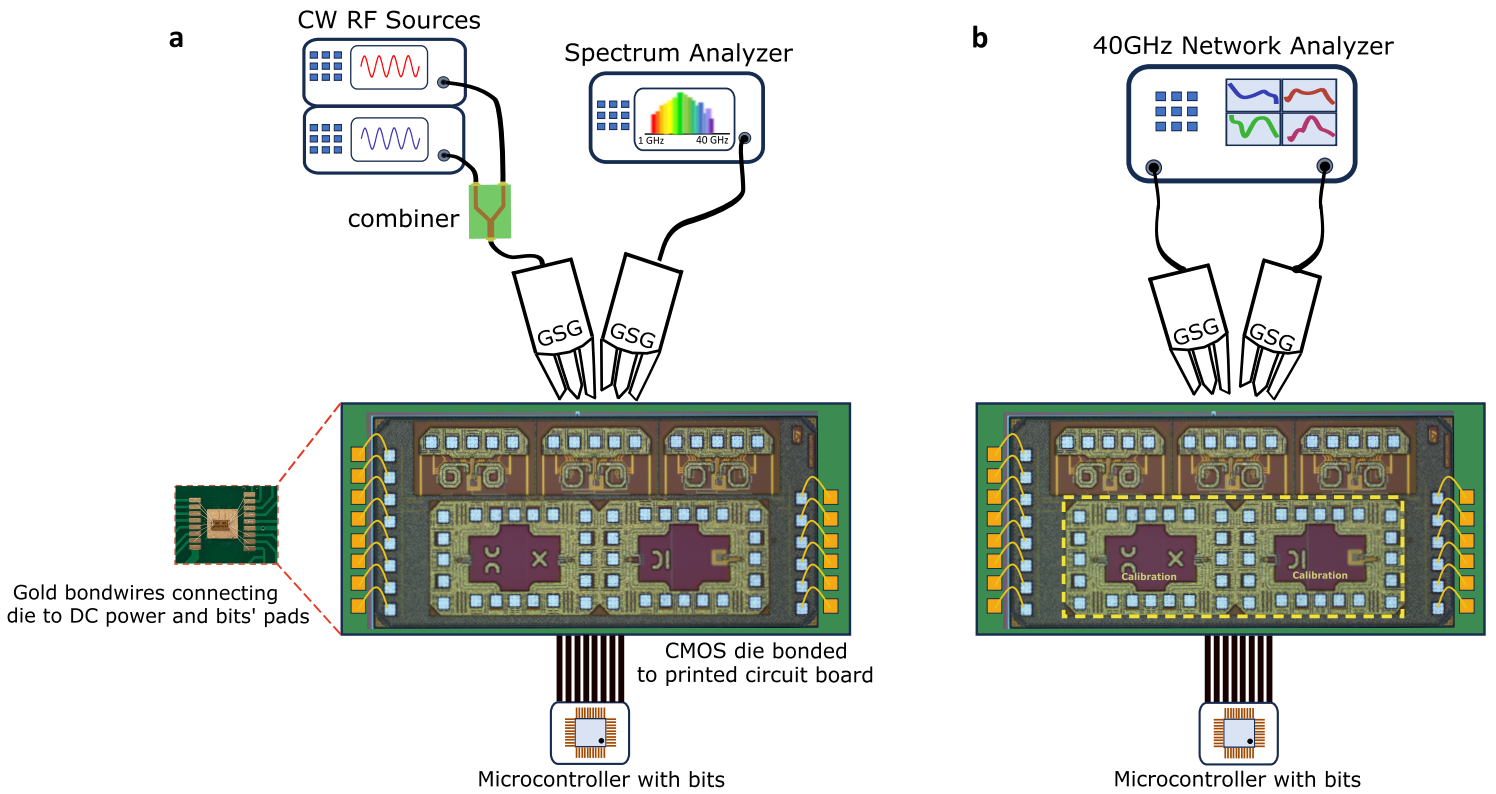 a
CW RF Sources
Spectrum Analyzer
1 GHz
40 GHz
combiner
GSG
GSG
Gold bondwires connecting
die to DC power and bits' pads
CMOS die bonded
to printed circuit board
Microcontroller with bits
b
40GHz Network Analyzer
GSG
GSG
Calibration
Calibration
Microcontroller with bits